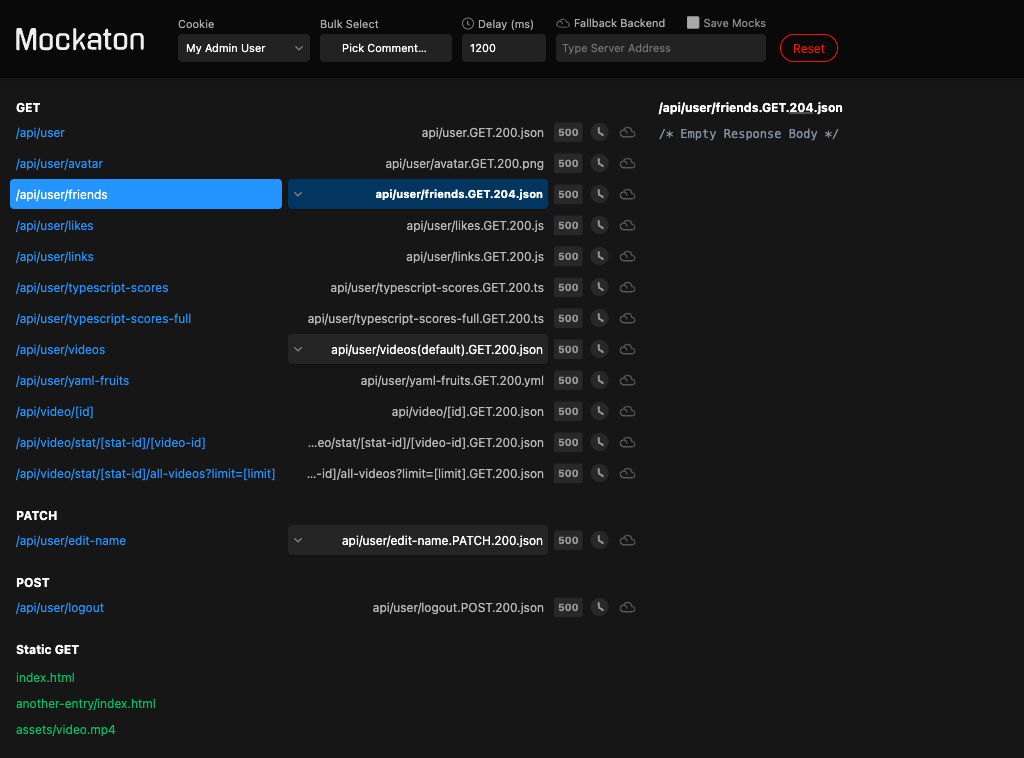 Mockaton
Cookie
My Admin User
Bulk Select
Pick Comment...
Delay (ms)
1200
Fallback Backend
Type Server Address
Save Mocks
Reset
GET
/api/user api/user.GET.200.json 500
/api/user/avatar api/user/avatar.GET.200.png 500
/api/user/friends api/user/friends.GET.204.json 500
/api/user/likes api/user/likes.GET.200.js 500
/api/user/links api/user/links.GET.200.js 500
/api/user/typescript-scores api/user/typescript-scores.GET.200.ts 500
/api/user/typescript-scores-full api/user/typescript-scores-full.GET.200.ts 500
/api/user/videos api/user/videos(default).GET.200.json 500
/api/user/yaml-fruits api/user/yaml-fruits.GET.200.yml 500
/api/video/[id] api/video/[id].GET.200.json 500
/api/video/stat/[stat-id]/[video-id] ...eo/stat/[stat-id]/[video-id].GET.200.json 500
/api/video/stat/[stat-id]/all-videos?limit=[limit] ...-id]/all-videos?limit=[limit].GET.200.json 500
PATCH
/api/user/edit-name api/user/edit-name.PATCH.200.json 500
POST
/api/user/logout api/user/logout.POST.200.json 500
Static GET
index.html
another-entry/index.html
assets/video.mp4
/api/user/friends.GET.204.json
/* Empty Response Body */